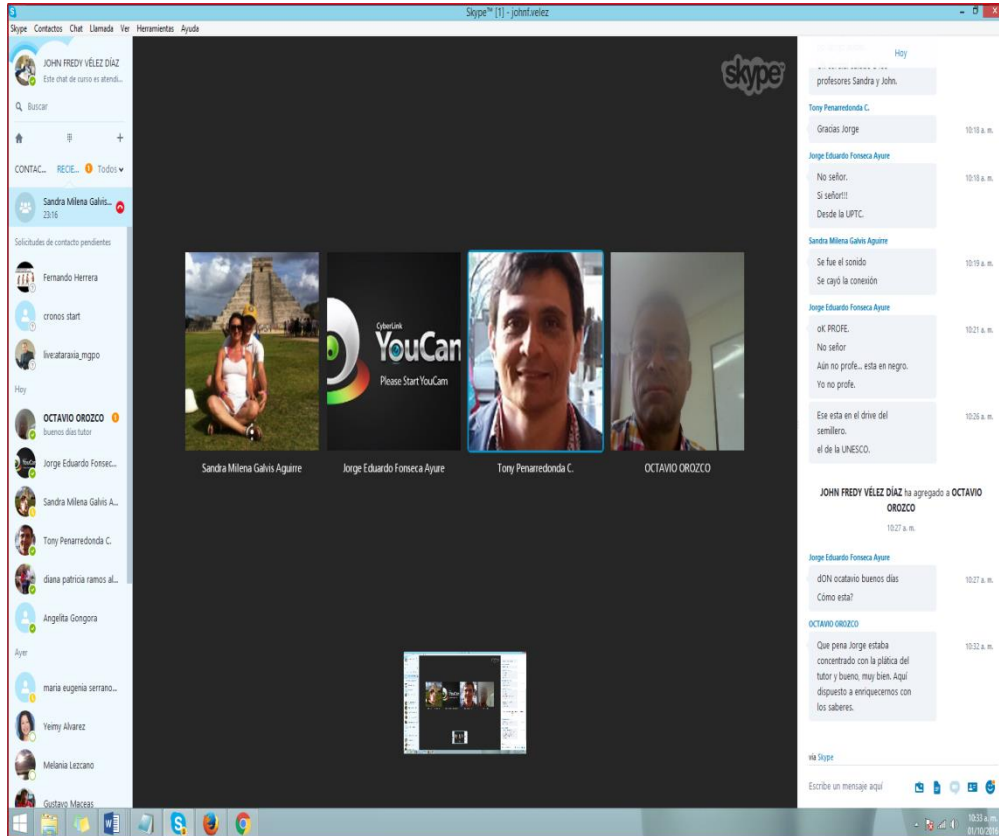 Skype™ [1] - johnf.velez
Skype Contactos Chat Llamada Ver Herramientas Ayuda
JOHN FREDY VÉLEZ DÍAZ
Este chat de curso es atendi...
Buscar
CONTAC... RECIE... 1 Todos
Sandra Milena Galvis...
23:16
Solicitudes de contacto pendientes
Fernando Herrera
cronos start
live:ataraxia_mgpo
Hoy
OCTAVIO OROZCO 1
buenos días tutor
Jorge Eduardo Fonsec...
Sandra Milena Galvis A...
Tony Penarredonda C.
diana patricia ramos al...
Angelita Gongora
Ayer
maria eugenia serrano...
Yeimy Alvarez
Melania Lezcano
Gustavo Maceas
skype
CyberLink
YouCan
Please Start YouCam
Sandra Milena Galvis Aguirre
Jorge Eduardo Fonseca Ayure
Tony Penarredonda C.
OCTAVIO OROZCO
Hoy
profesores Sandra y John.
Tony Penarredonda C.
Gracias Jorge 10:18 a. m.
Jorge Eduardo Fonseca Ayure
No señor. 10:18 a. m.
Si señor!!!
Desde la UPTC.
Sandra Milena Galvis Aguirre
Se fue el sonido 10:19 a. m.
Se cayó la conexión
Jorge Eduardo Fonseca Ayure
oK PROFE. 10:21 a. m.
No señor
Aún no profe... esta en negro.
Yo no profe.
Ese esta en el drive del 10:26 a. m.
semillero.
el de la UNESCO.
JOHN FREDY VÉLEZ DÍAZ ha agregado a OCTAVIO
OROZCO
10:27 a. m.
Jorge Eduardo Fonseca Ayure
dON ocatavio buenos días 10:27 a. m.
Cómo esta?
OCTAVIO OROZCO
Que pena Jorge estaba 10:32 a. m.
concentrado con la plática del
tutor y bueno, muy bien. Aquí
dispuesto a enriquecernos con
los saberes.
vía Skype
Escribe un mensaje aquí
10:33 a. m.